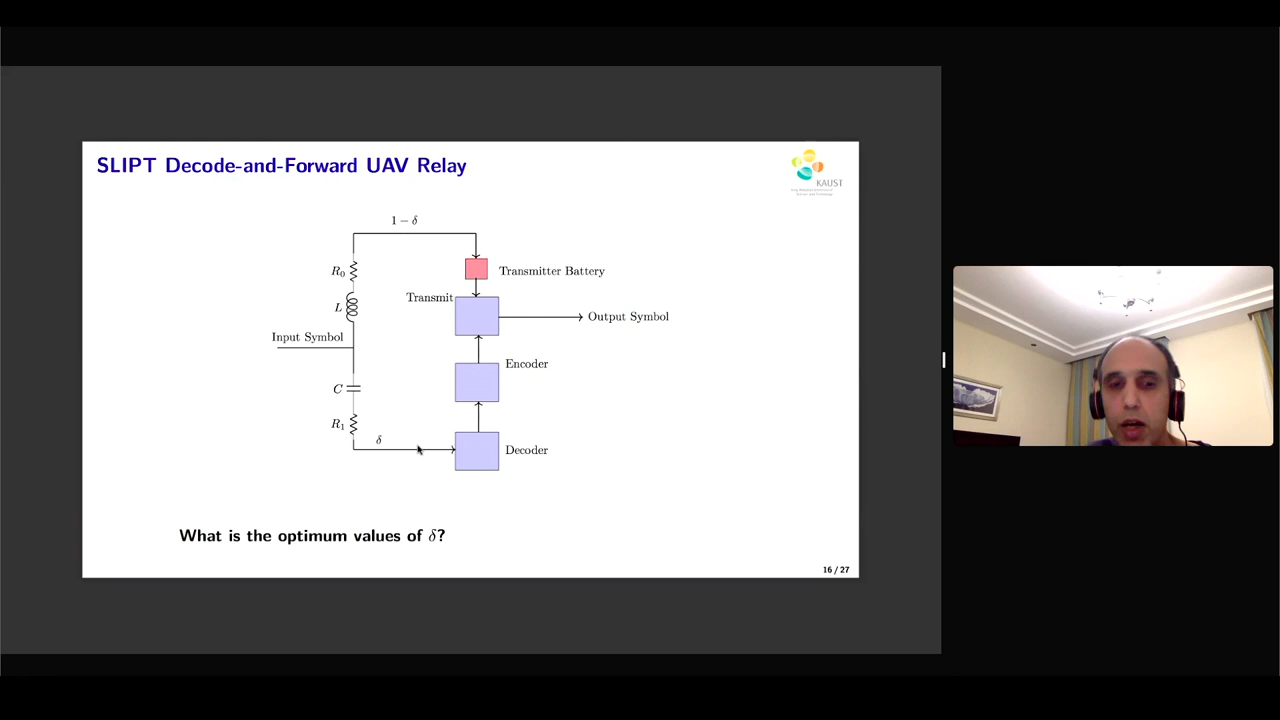 SLIPT Decode-and-Forward UAV Relay
KAUST
1 − δ
R₀
Transmitter Battery
Transmit
L
Output Symbol
Input Symbol
Encoder
C
R₁
δ
Decoder
What is the optimum values of δ?
16 / 27